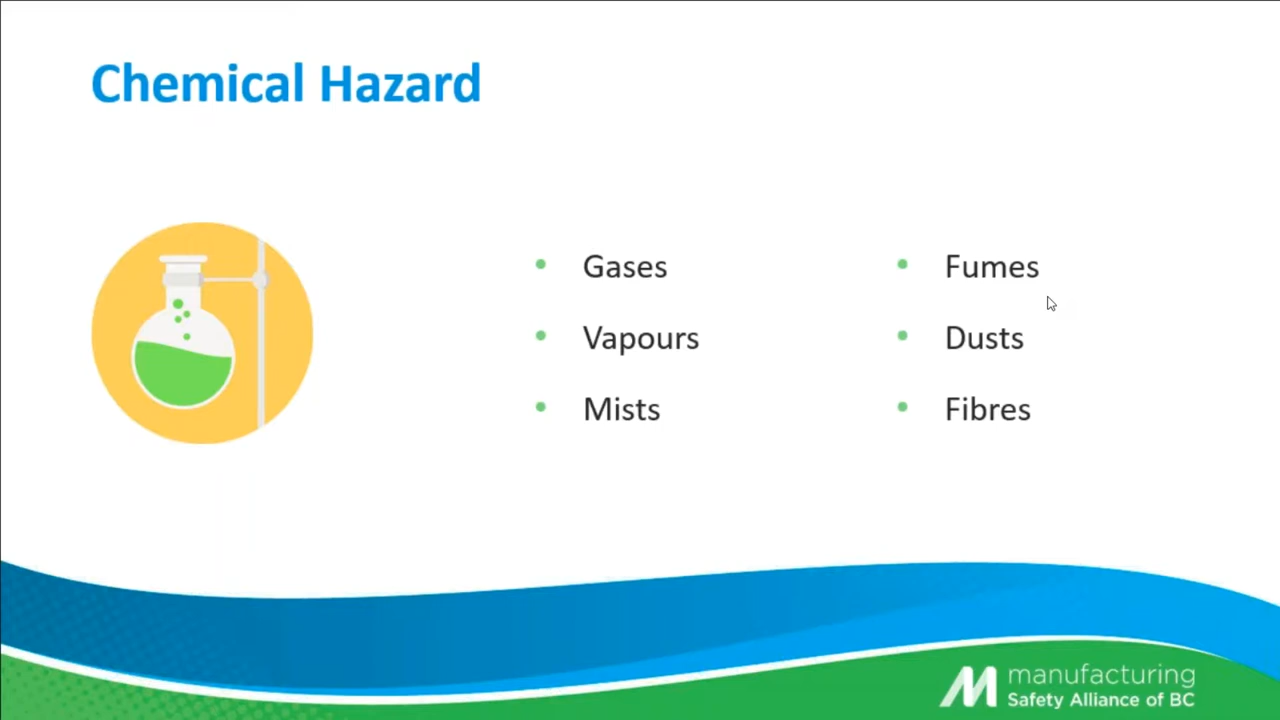 Chemical Hazard
• Gases
• Vapours
• Mists
• Fumes
• Dusts
• Fibres
manufacturing
Safety Alliance of BC